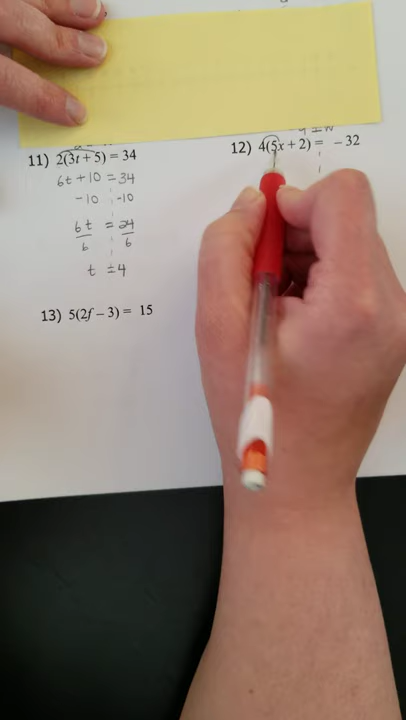 11) 2(3t + 5) = 34
6t + 10 = 34
-10 -10
6t = 24
6 6
t = 4
12) 4(5x + 2) = - 32
13) 5(2f - 3) = 15